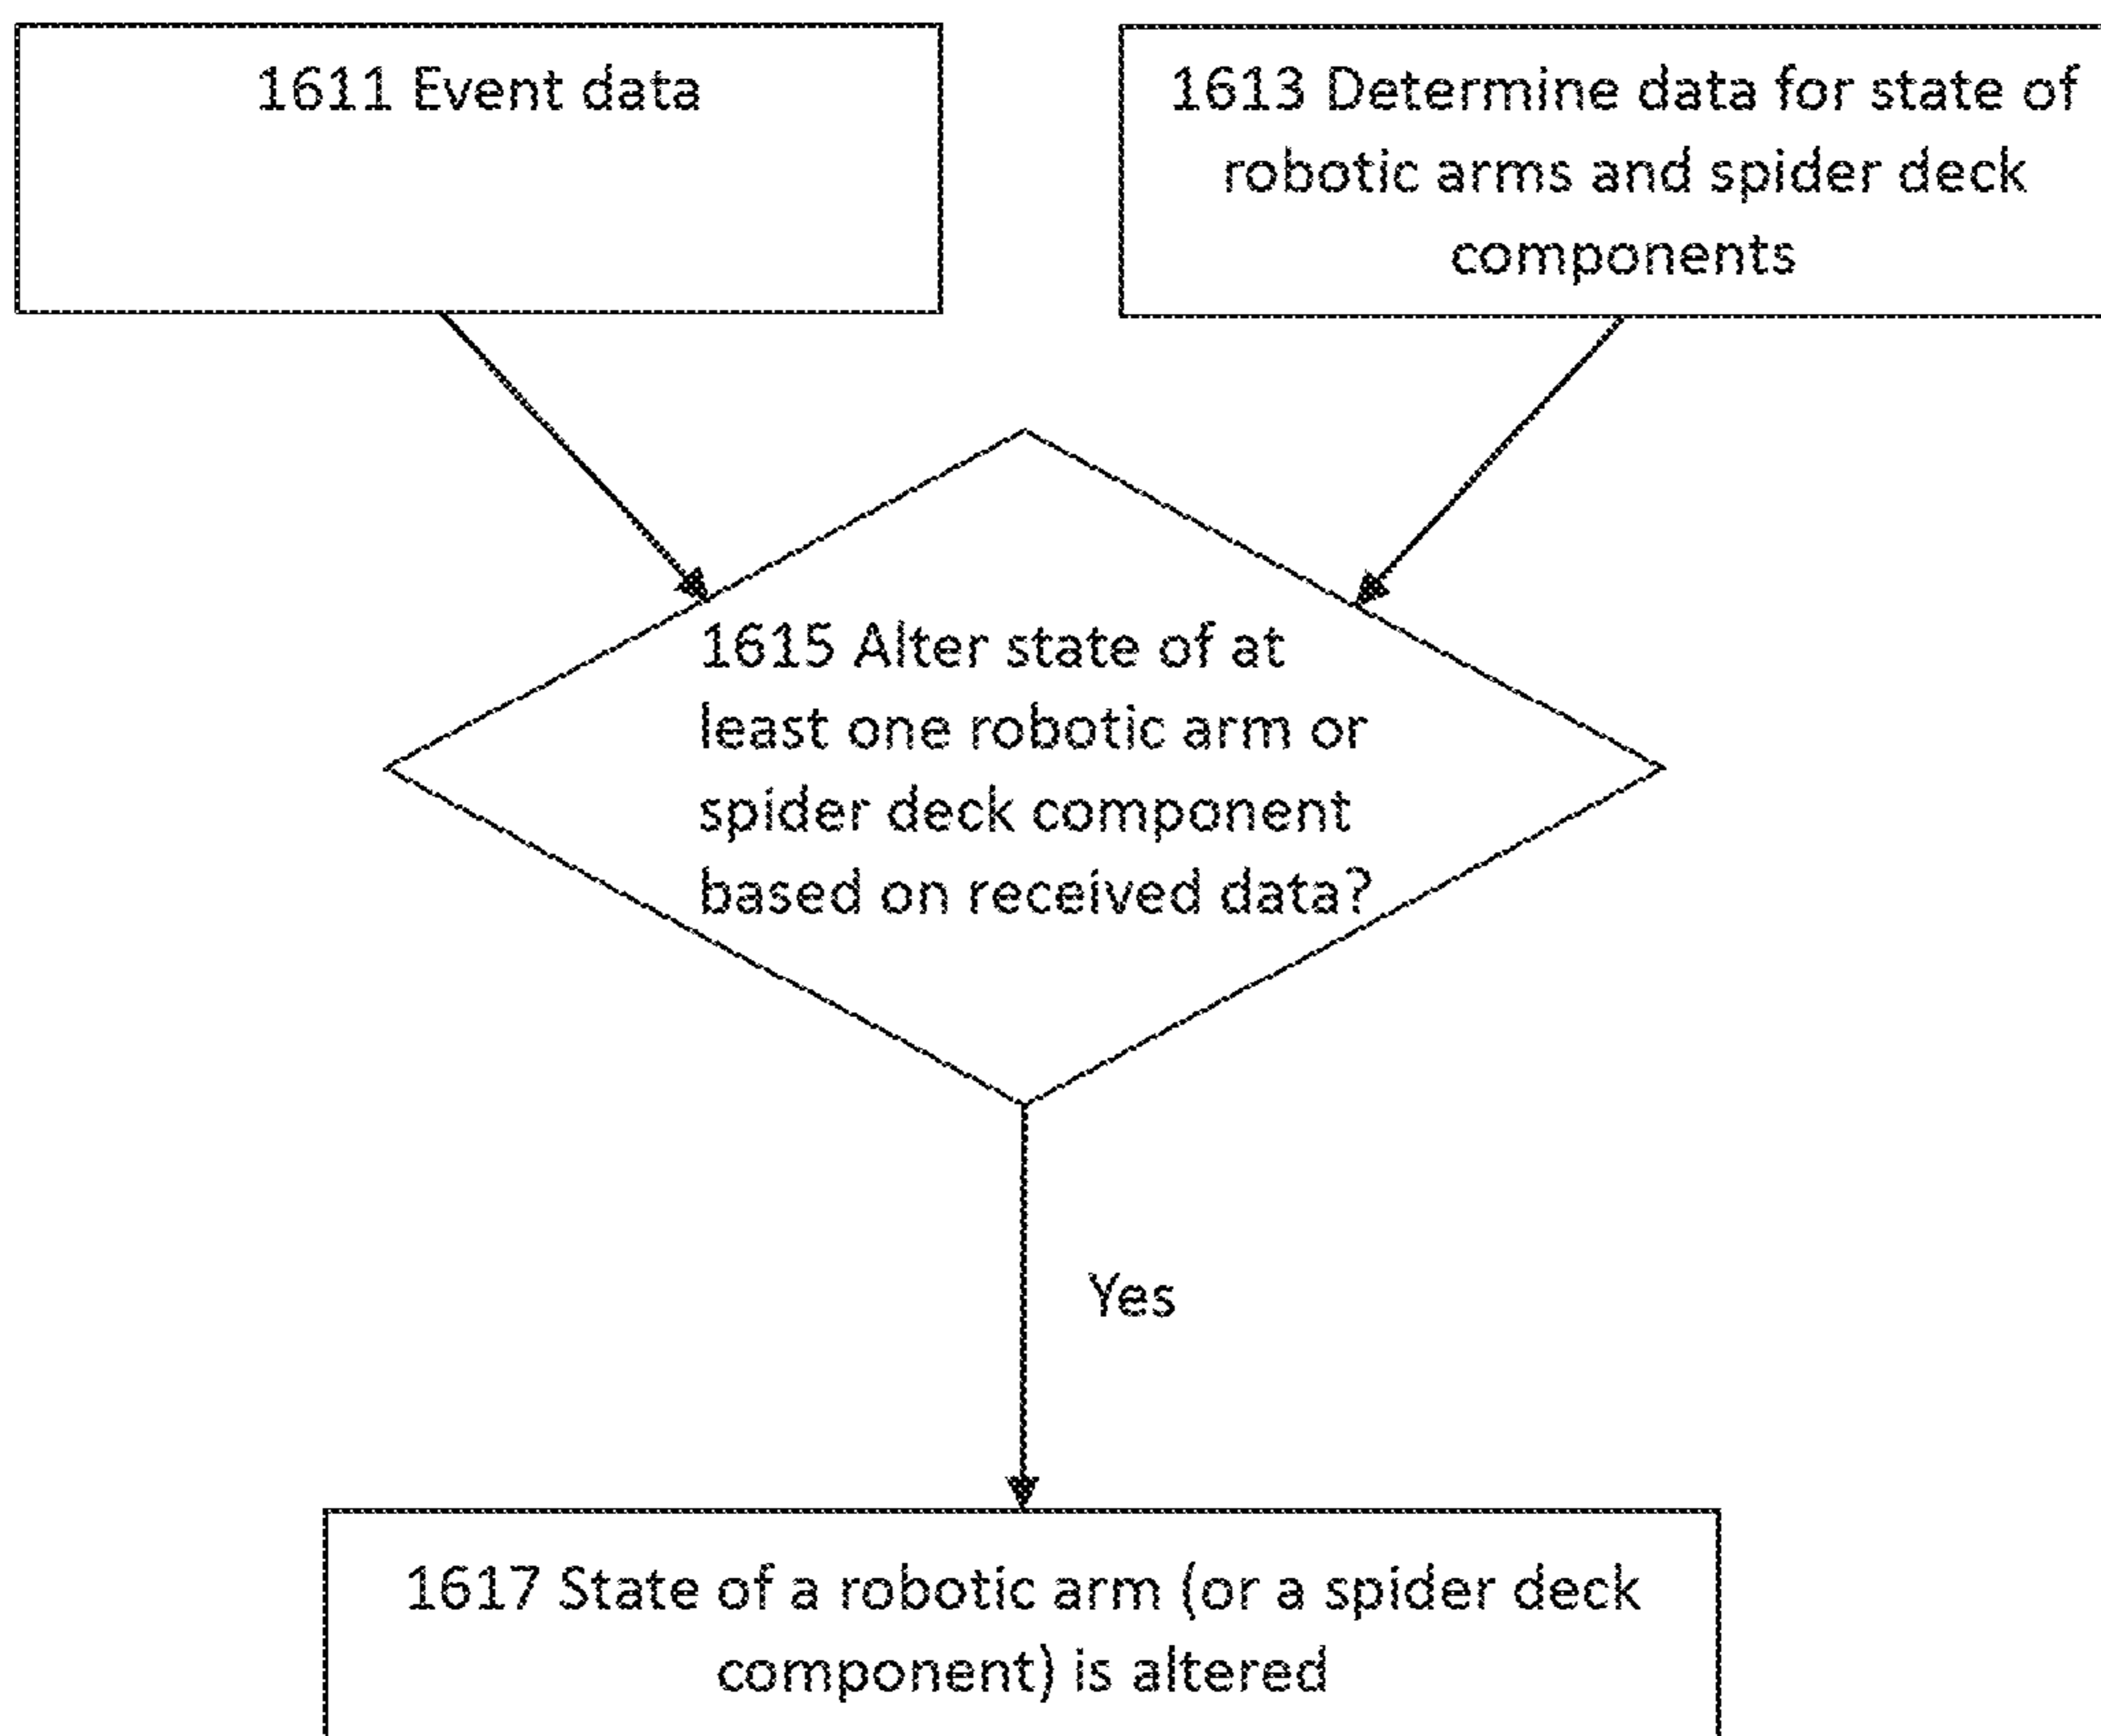 1611 Event data
1613 Determine data for state of
robotic arms and spider deck
components
1615 Alter state of at
least one robotic arm or
spider deck component
based on received data?
Yes
1617 State of a robotic arm (or a spider deck
component) is altered